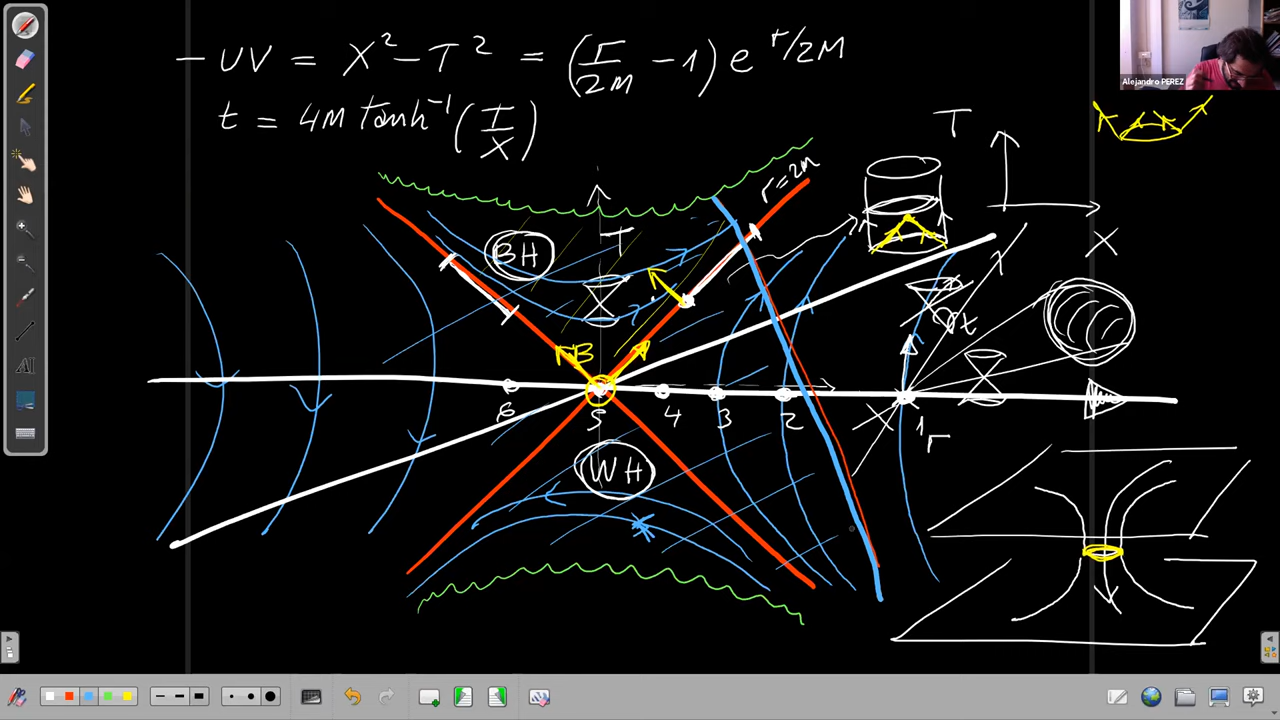 - UV = X² - T² = (r/2M - 1) e^r/2M
t = 4M tanh⁻¹(T/X)
Alejandro PEREZ
r=2M
T
X
BH
T
B
δt
6
5
4
3
2
1
r
WH